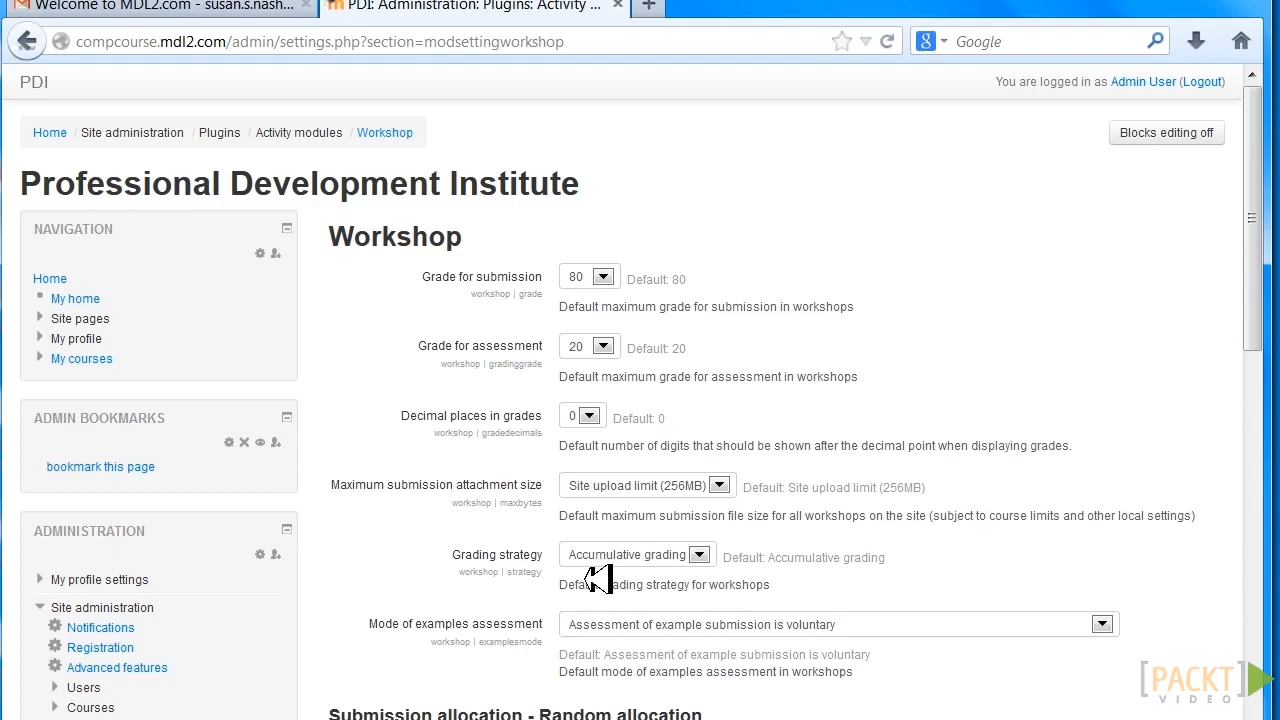 Welcome to MDL2.com - susan.s.nash...
PDI: Administration: Plugins: Activity ...
compcourse.mdl2.com/admin/settings.php?section=modsettingworkshop
Google
PDI
You are logged in as Admin User (Logout)
Home / Site administration / Plugins / Activity modules / Workshop
Blocks editing off
Professional Development Institute
NAVIGATION
Home
My home
Site pages
My profile
My courses
ADMIN BOOKMARKS
bookmark this page
ADMINISTRATION
My profile settings
Site administration
Notifications
Registration
Advanced features
Users
Courses
Workshop
Grade for submission
workshop | grade
80 Default: 80
Default maximum grade for submission in workshops
Grade for assessment
workshop | gradinggrade
20 Default: 20
Default maximum grade for assessment in workshops
Decimal places in grades
workshop | gradedecimals
0 Default: 0
Default number of digits that should be shown after the decimal point when displaying grades.
Maximum submission attachment size
workshop | maxbytes
Site upload limit (256MB) Default: Site upload limit (256MB)
Default maximum submission file size for all workshops on the site (subject to course limits and other local settings)
Grading strategy
workshop | strategy
Accumulative grading Default: Accumulative grading
strategy for workshops
Mode of examples assessment
workshop | examplesmode
Assessment of example submission is voluntary
Default: Assessment of example submission is voluntary
Default mode of examples assessment in workshops
Submission allocation - Random allocation
[PACKT]
VIDEO